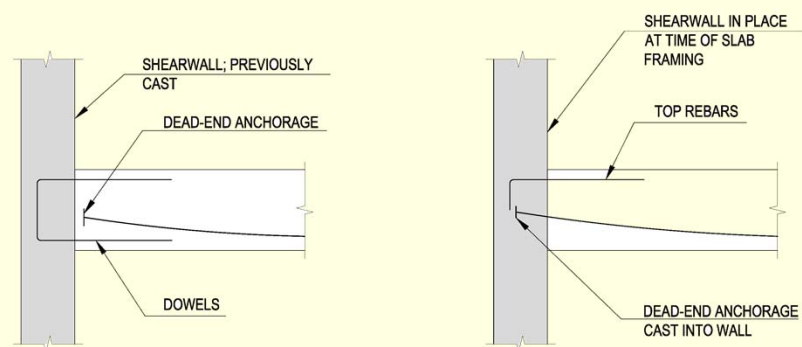 SHEARWALL; PREVIOUSLY
CAST
DEAD-END ANCHORAGE
DOWELS
SHEARWALL IN PLACE
AT TIME OF SLAB
FRAMING
TOP REBARS
DEAD-END ANCHORAGE
CAST INTO WALL